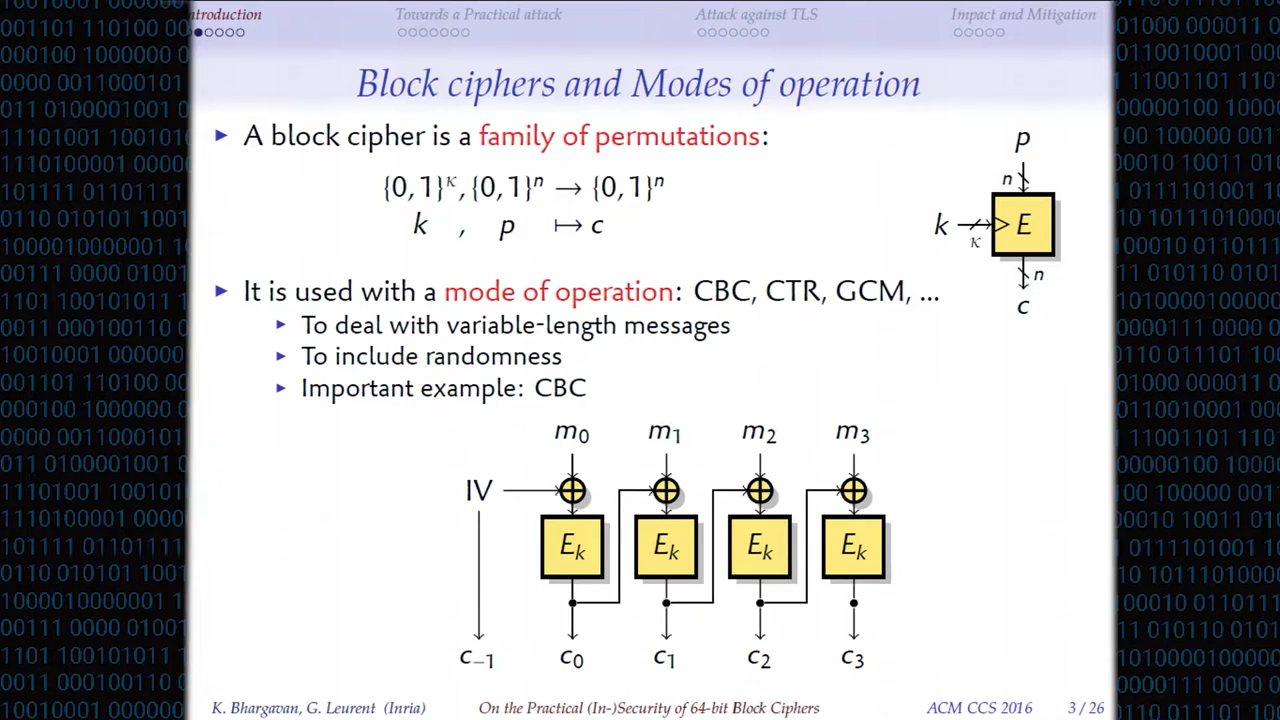 Introduction Towards a Practical attack Attack against TLS Impact and Mitigation
Block ciphers and Modes of operation
A block cipher is a family of permutations:
{0,1}^κ, {0,1}^n → {0,1}^n
k , p ↦ c
p
n
k E
κ
n
c
It is used with a mode of operation: CBC, CTR, GCM, ...
To deal with variable-length messages
To include randomness
Important example: CBC
m₀ m₁ m₂ m₃
IV
Eₖ Eₖ Eₖ Eₖ
c₋₁ c₀ c₁ c₂ c₃
K. Bhargavan, G. Leurent (Inria) On the Practical (In-)Security of 64-bit Block Ciphers ACM CCS 2016 3 / 26